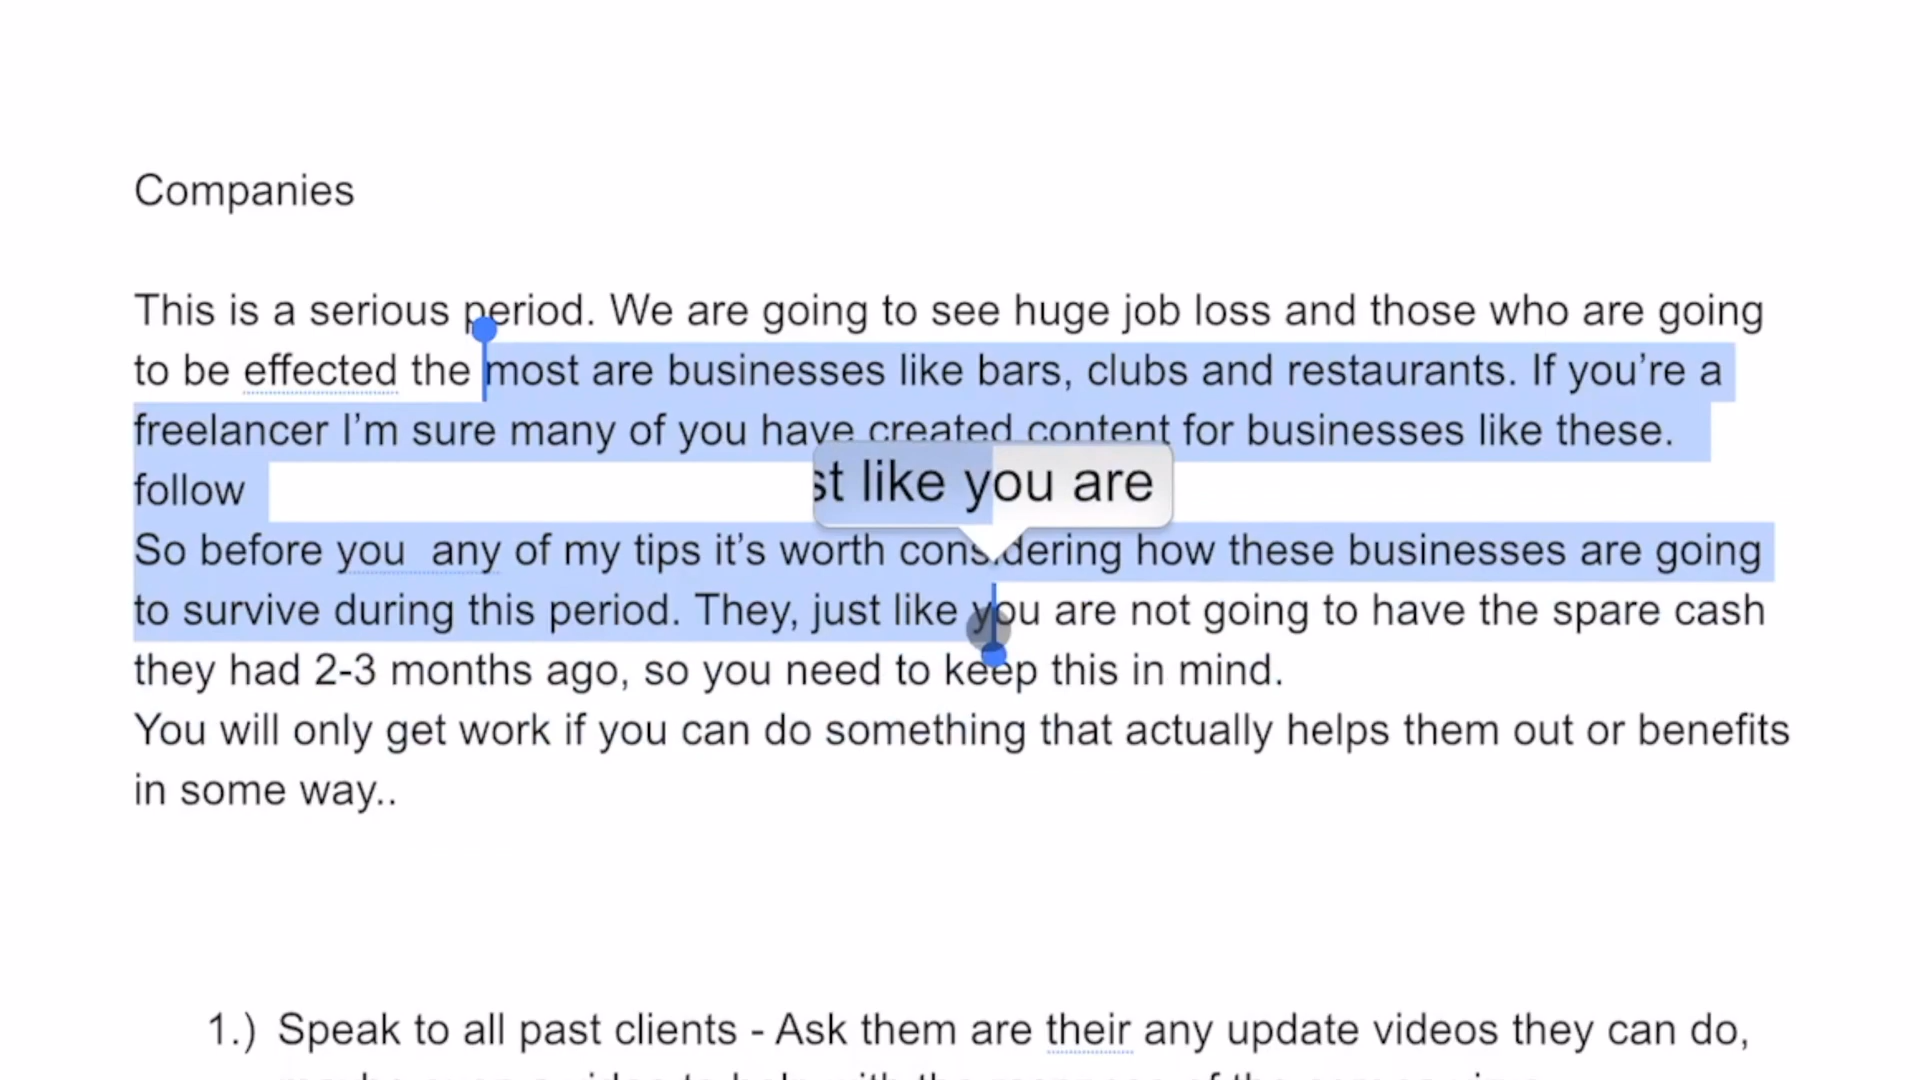 Companies
This is a serious period. We are going to see huge job loss and those who are going
to be effected the most are businesses like bars, clubs and restaurants. If you’re a
freelancer I’m sure many of you have created content for businesses like these.
follow
st like you are
So before you  any of my tips it’s worth considering how these businesses are going
to survive during this period. They, just like you are not going to have the spare cash
they had 2-3 months ago, so you need to keep this in mind.
You will only get work if you can do something that actually helps them out or benefits
in some way..
1.) Speak to all past clients - Ask them are their any update videos they can do,